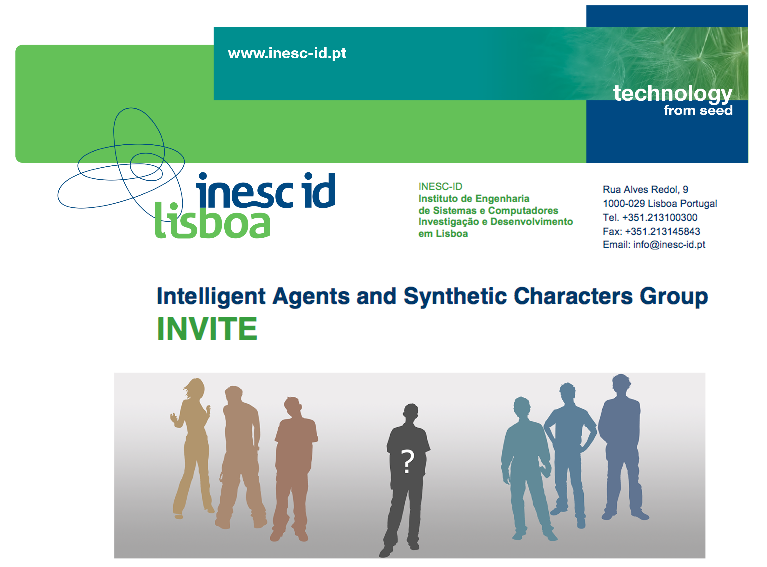 www.inesc-id.pt
technology
from seed
inesc id
lisboa
INESC-ID
Instituto de Engenharia
de Sistemas e Computadores
Investigação e Desenvolvimento
em Lisboa
Rua Alves Redol, 9
1000-029 Lisboa Portugal
Tel. +351.213100300
Fax: +351.213145843
Email: info@inesc-id.pt
Intelligent Agents and Synthetic Characters Group
INVITE
?